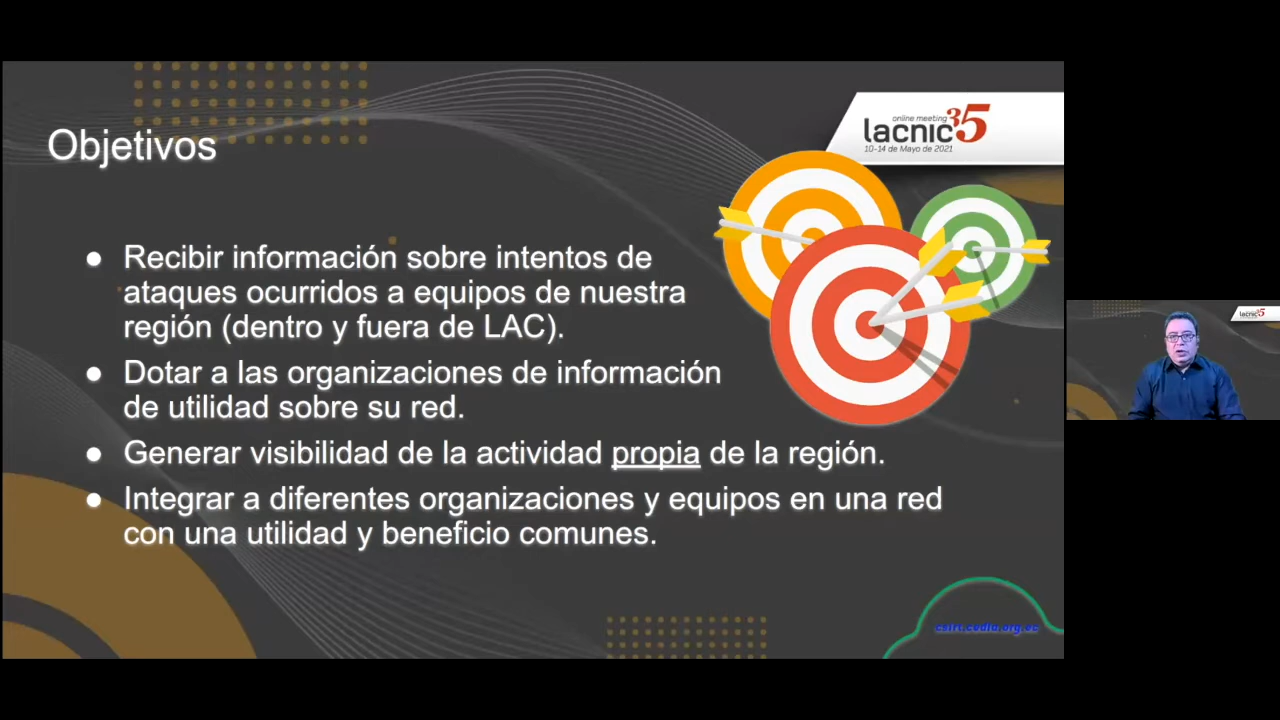 online meeting
lacnic35
10-14 de Mayo de 2021
Objetivos
● Recibir información sobre intentos de
ataques ocurridos a equipos de nuestra
región (dentro y fuera de LAC).
● Dotar a las organizaciones de información
de utilidad sobre su red.
● Generar visibilidad de la actividad propia de la región.
● Integrar a diferentes organizaciones y equipos en una red
con una utilidad y beneficio comunes.
csirt.cedia.org.ec
lacnic35